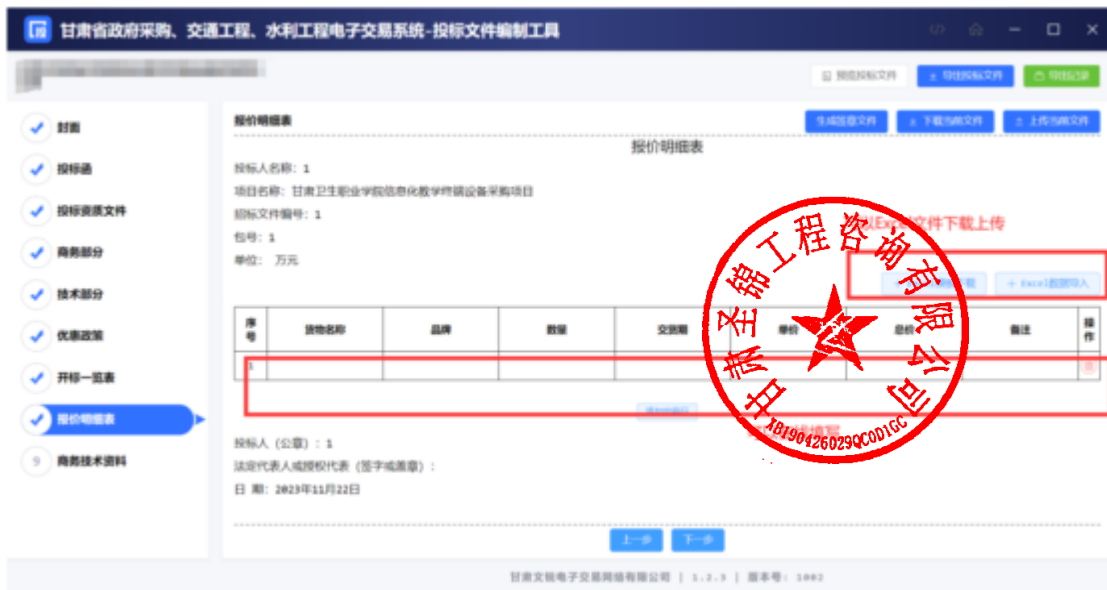 甘肃省政府采购、交通工程、水利工程电子交易系统-投标文件编制工具
预览投标文件 导出投标文件 导出记录
封面
投标函
投标资质文件
商务部分
技术部分
优惠政策
开标一览表
报价明细表
9 商务技术资料
报价明细表
生成签章文件 下载当前文件 上传当前文件
报价明细表
投标人名称: 1
项目名称: 甘肃卫生职业学院信息化教学终端设备采购项目
招标文件编号: 1
包号: 1
单位: 万元
以Excel文件下载上传
+ Excel数据导入
序号 货物名称 品牌 数量 交货期 单价 总价 备注 操作
1
投标人（公章）: 1
法定代表人或授权代表（签字或盖章）:
日 期: 2023年11月22日
上一步 下一步
甘肃文锐电子交易网络有限公司 | 1.2.3 | 版本号: 1002
甘肃圣锦工程咨询有限公司